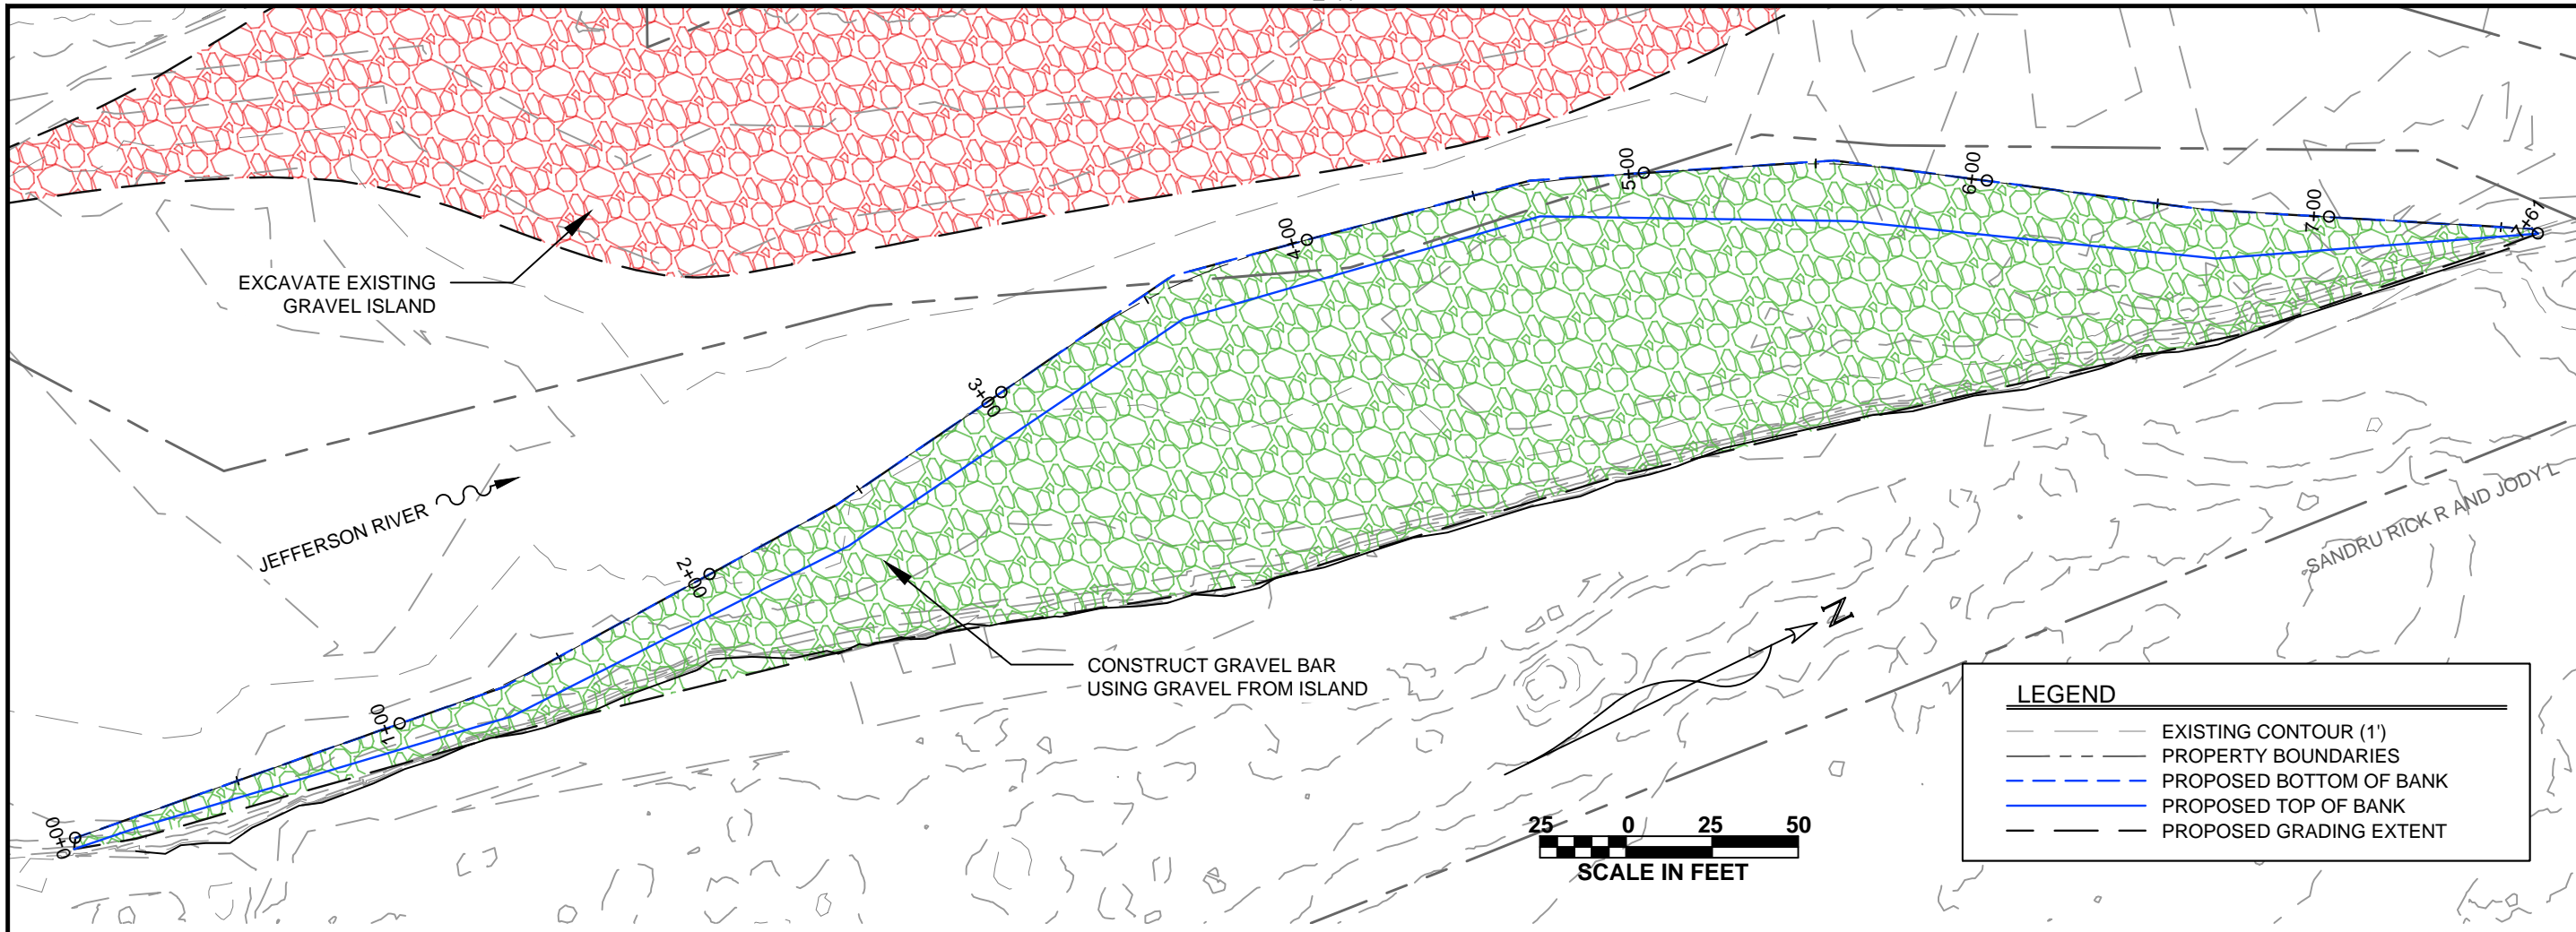 EXCAVATE EXISTING
GRAVEL ISLAND
JEFFERSON RIVER
0+00
1+00
2+00
3+00
4+00
5+00
6+00
7+00
7+61
CONSTRUCT GRAVEL BAR
USING GRAVEL FROM ISLAND
SANDRU RICK R AND JODY L
N
25 0 25 50
SCALE IN FEET
LEGEND
EXISTING CONTOUR (1')
PROPERTY BOUNDARIES
PROPOSED BOTTOM OF BANK
PROPOSED TOP OF BANK
PROPOSED GRADING EXTENT